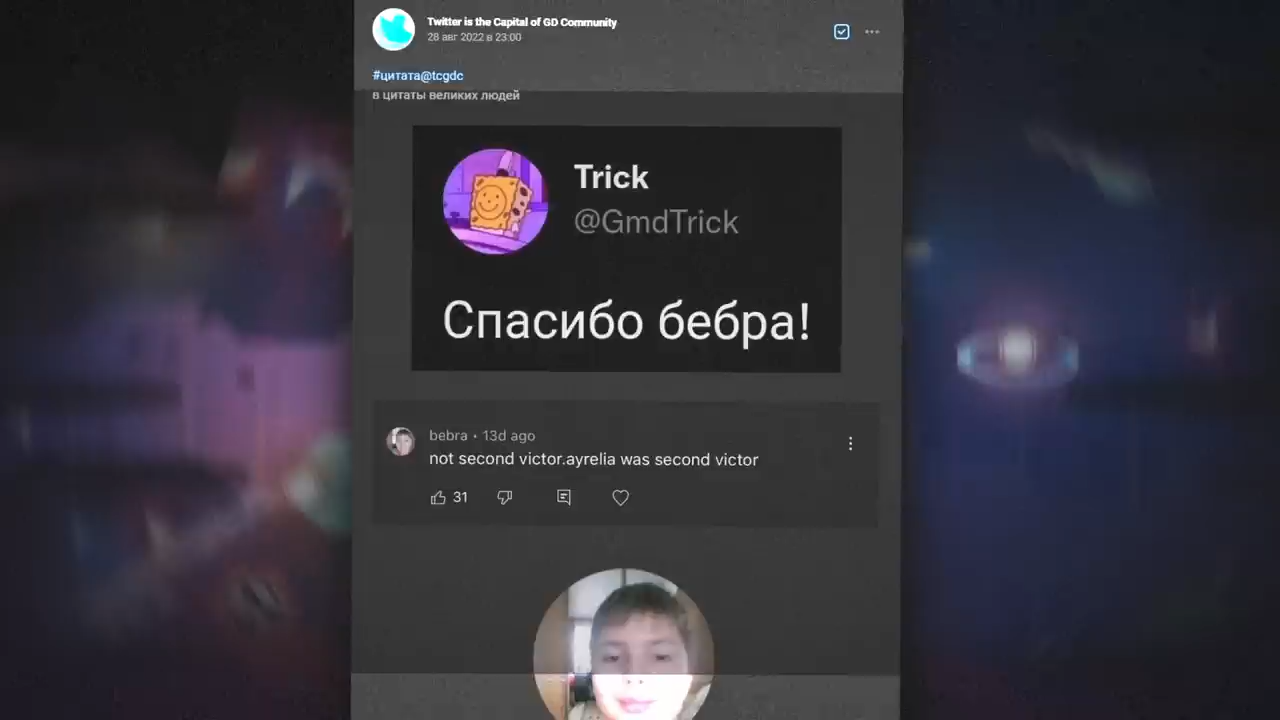 Twitter is the Capital of GD Community
28 авг 2022 в 23:00
#цитата@tcgdc
в цитаты великих людей
Trick
@GmdTrick
Спасибо бебра!
bebra • 13d ago
not second victor.ayrelia was second victor
31